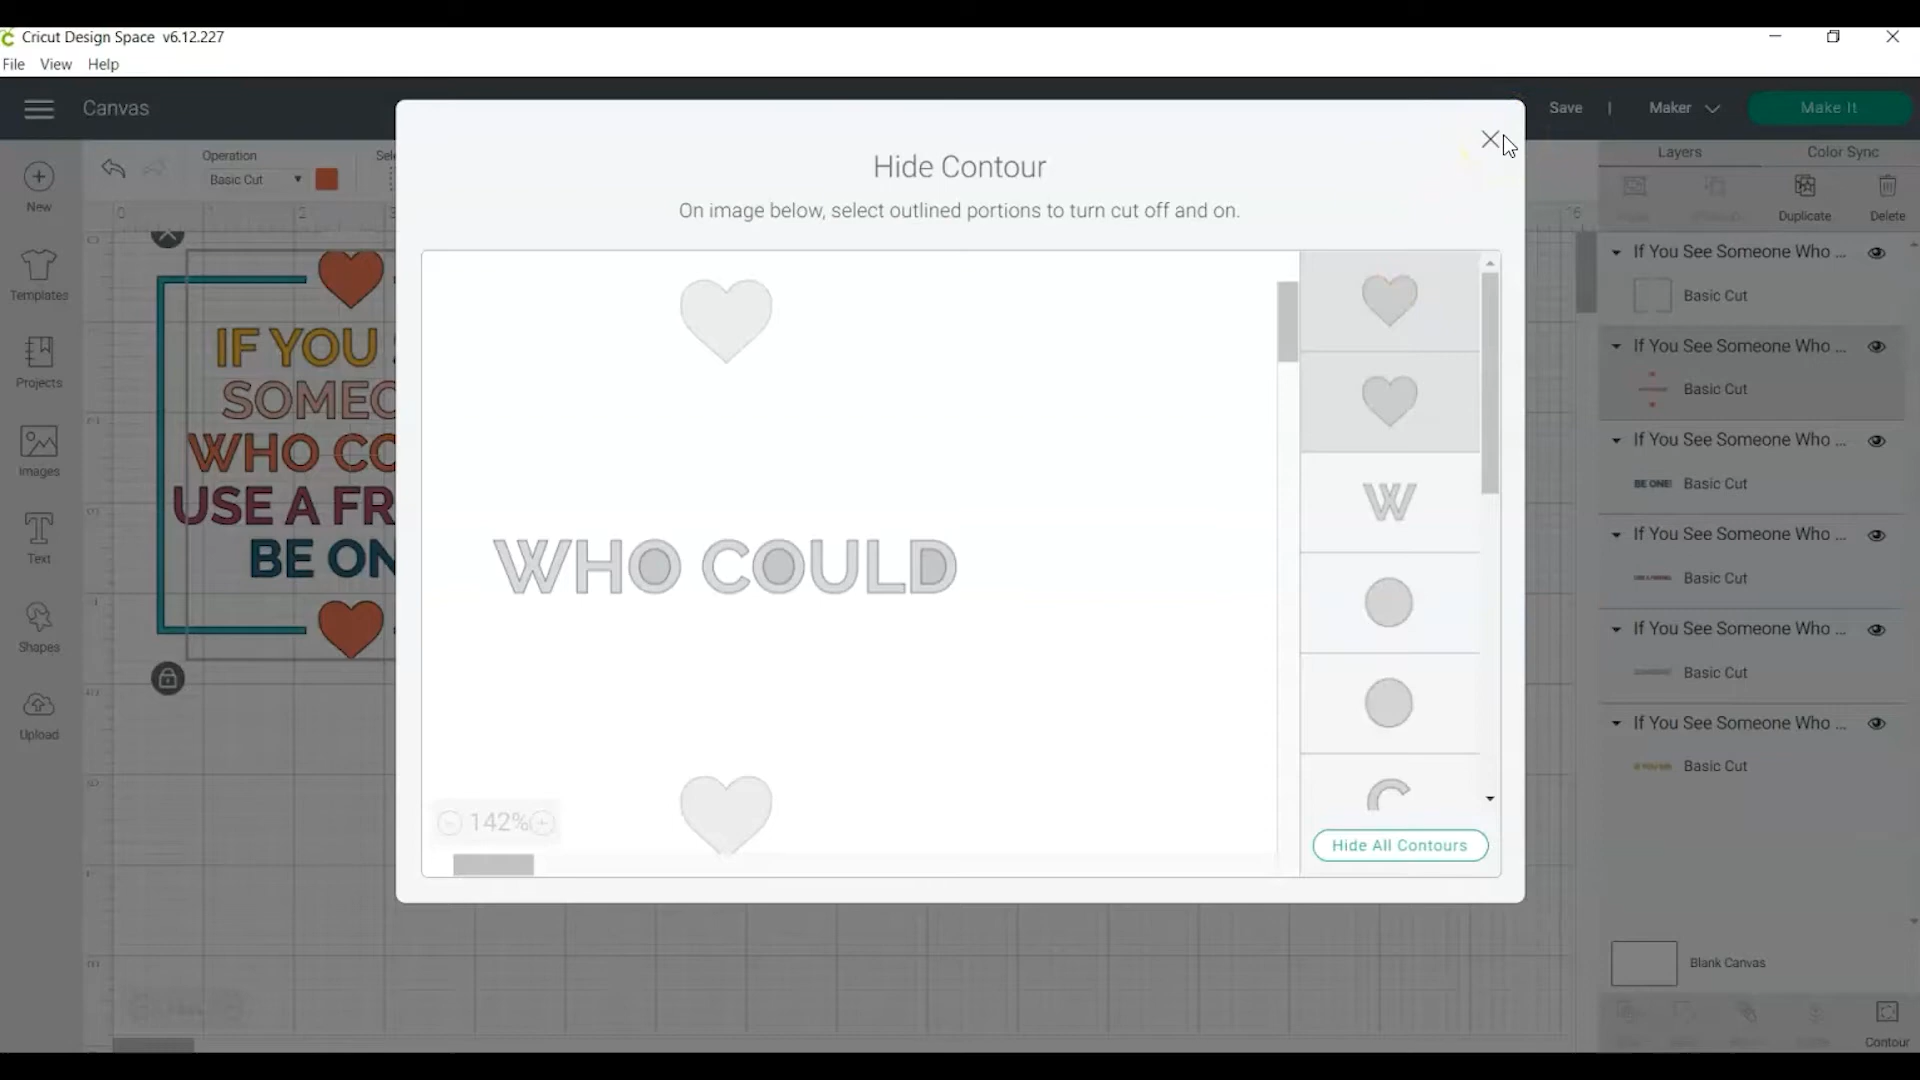 Cricut Design Space v6.12.227
File View Help
Canvas
Save | Maker Make It
Operation
Basic Cut
New
Templates
Projects
Images
Text
Shapes
Upload
IF YOU
SOMEO
WHO CO
USE A FR
BE ON
Hide Contour
On image below, select outlined portions to turn cut off and on.
WHO COULD
W
142%
Hide All Contours
Layers Color Sync
Duplicate Delete
If You See Someone Who ...
Basic Cut
If You See Someone Who ...
Basic Cut
If You See Someone Who ...
BE ONE! Basic Cut
If You See Someone Who ...
Basic Cut
If You See Someone Who ...
Basic Cut
If You See Someone Who ...
Basic Cut
Blank Canvas
Contour